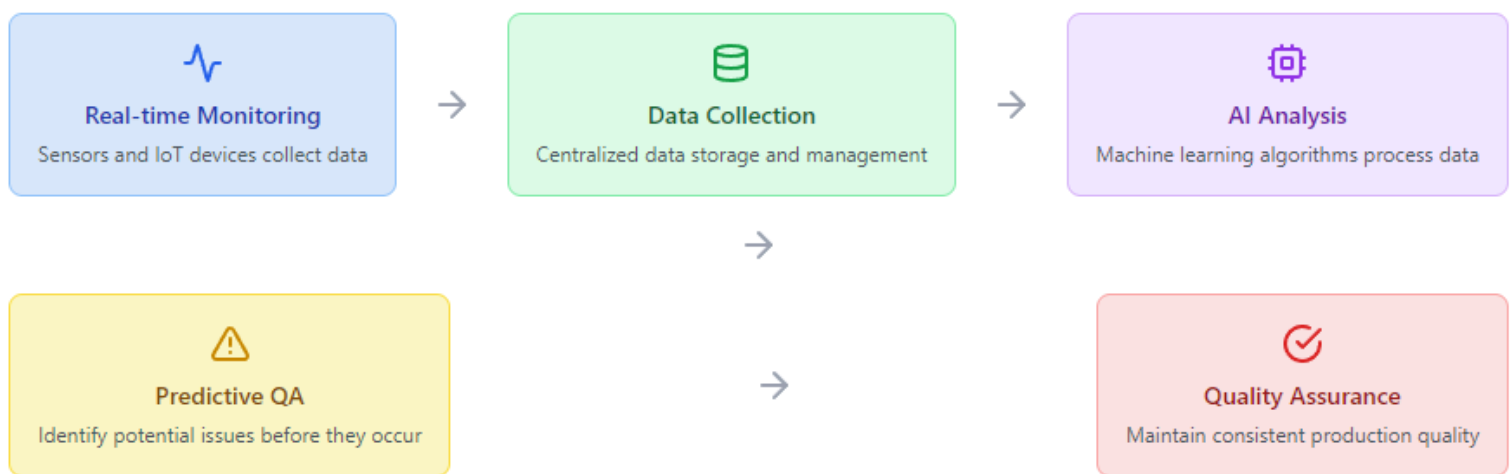 Real-time Monitoring
Sensors and IoT devices collect data
Data Collection
Centralized data storage and management
AI Analysis
Machine learning algorithms process data
Predictive QA
Identify potential issues before they occur
Quality Assurance
Maintain consistent production quality